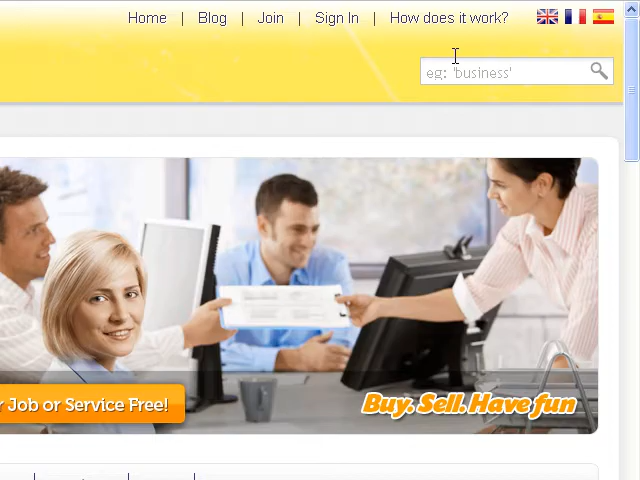 Home | Blog | Join | Sign In | How does it work?
eg: 'business'
Job or Service Free!
Buy. Sell. Have fun